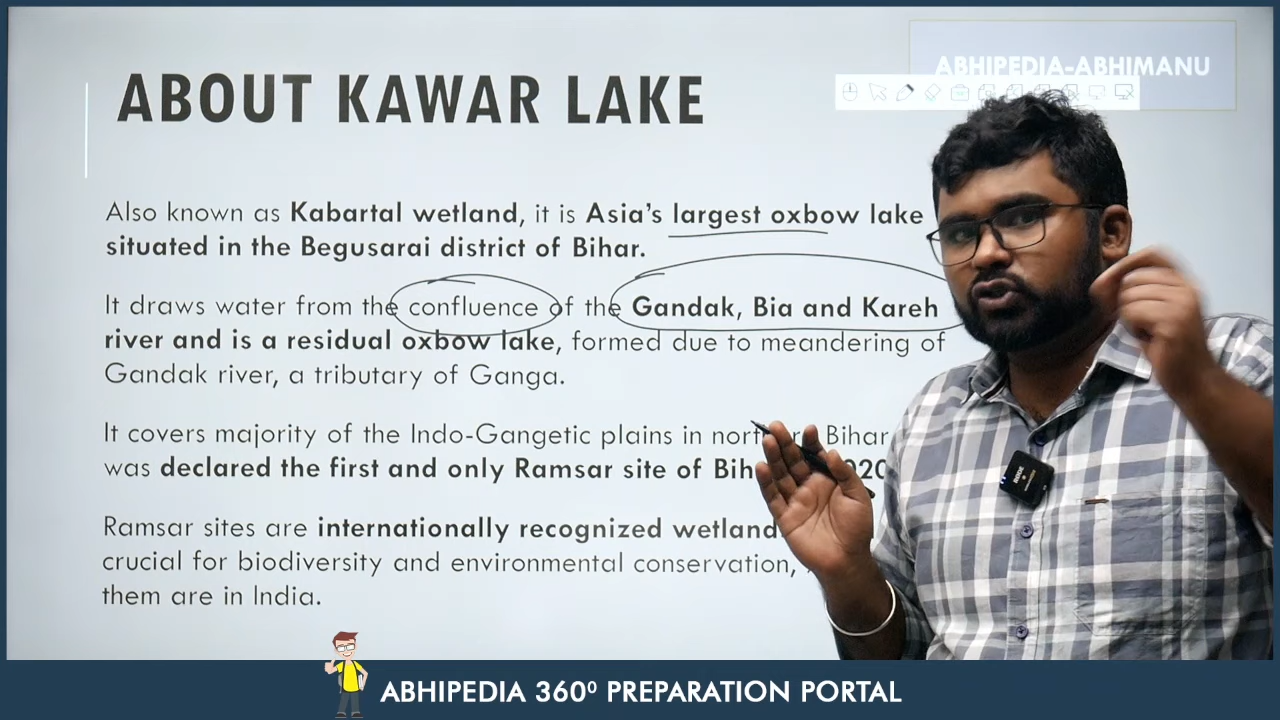 ABHIPEDIA-ABHIMANU
ABOUT KAWAR LAKE
Also known as Kabartal wetland, it is Asia's largest oxbow lake
situated in the Begusarai district of Bihar.
It draws water from the confluence of the Gandak, Bia and Kareh
river and is a residual oxbow lake, formed due to meandering of
Gandak river, a tributary of Ganga.
It covers majority of the Indo-Gangetic plains in Bihar
was declared the first and only Ramsar site of
Ramsar sites are internationally recognized
crucial for biodiversity and environmental conservation,
them are in India.
RODE
ABHIPEDIA 360⁰ PREPARATION PORTAL